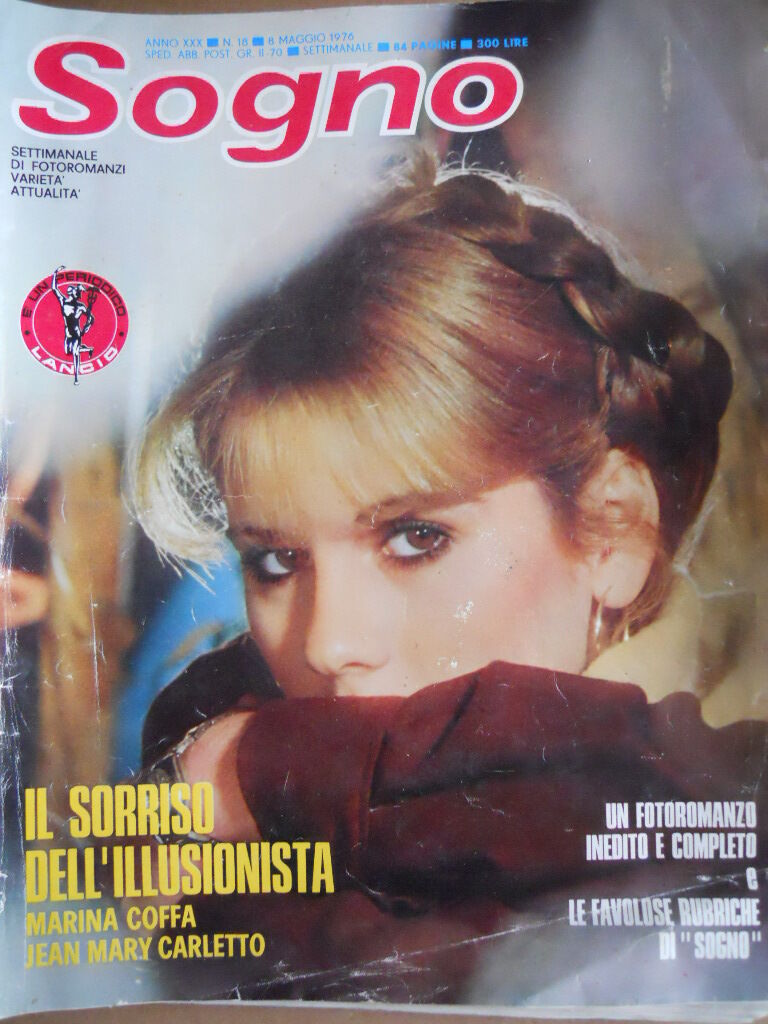 ANNO XXX ■ N. 18 ■ 8 MAGGIO 1976
SPED. ABB. POST. GR. II-70 ■ SETTIMANALE ■ 84 PAGINE ■ 300 LIRE
Sogno
SETTIMANALE
DI FOTOROMANZI
VARIETA'
ATTUALITA'
E UN PERIODICO
LANCIO
IL SORRISO
DELL'ILLUSIONISTA
MARINA COFFA
JEAN MARY CARLETTO
UN FOTOROMANZO
INEDITO E COMPLETO
e
LE FAVOLOSE RUBRICHE
DI "SOGNO"